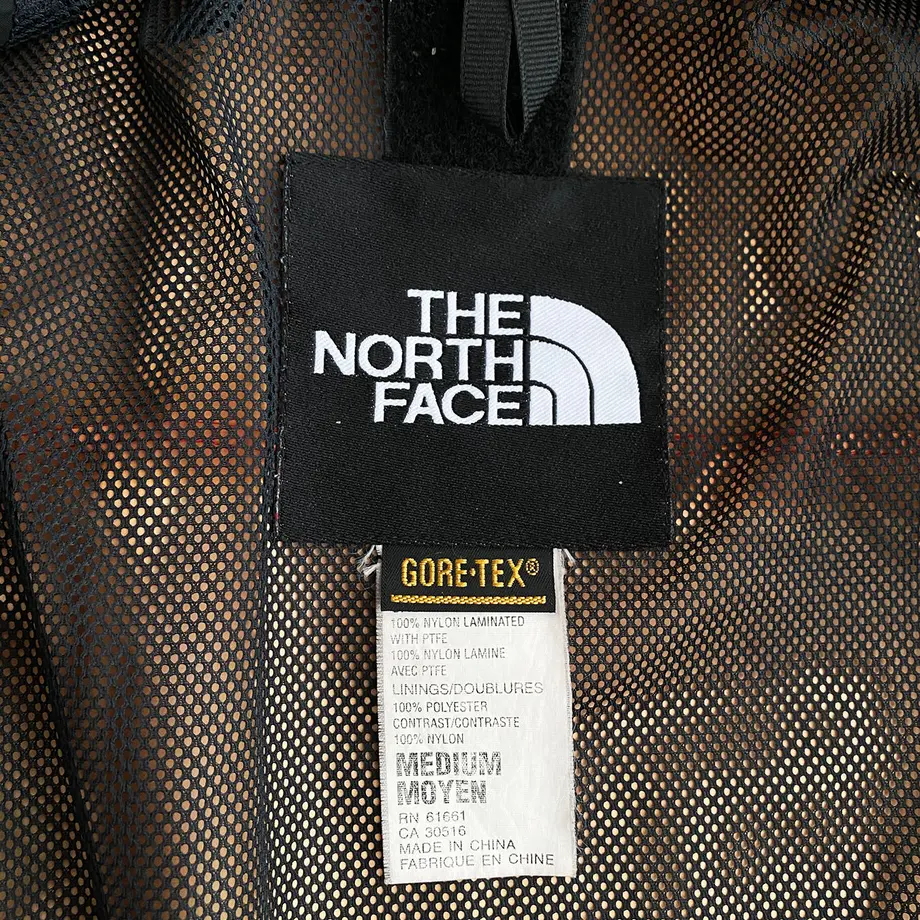 THE
NORTH
FACE
GORE·TEX®
100% NYLON LAMINATED
WITH PTFE
100% NYLON LAMINE
AVEC PTFE
LININGS/DOUBLURES
100% POLYESTER
CONTRAST/CONTRASTE
100% NYLON
MEDIUM
MOYEN
RN 61661
CA 30516
MADE IN CHINA
FABRIQUE EN CHINE